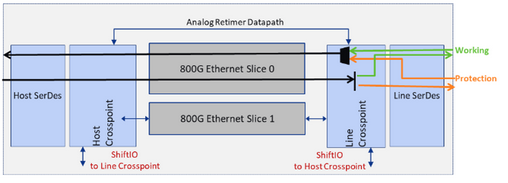 Analog Retimer Datapath
Working
800G Ethernet Slice 0
Protection
Host SerDes
Host
Crosspoint
Line
Crosspoint
Line SerDes
800G Ethernet Slice 1
ShiftIO
to Line Crosspoint
ShiftIO
to Host Crosspoint